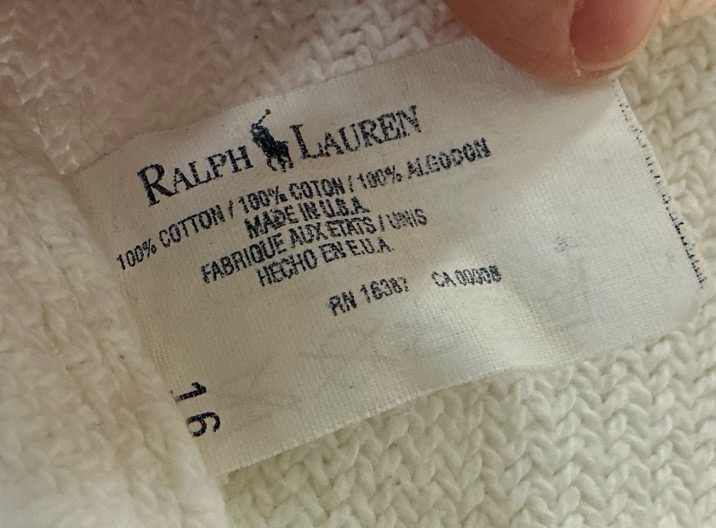 RALPH LAUREN
100% COTTON / 100% COTON / 100% ALGODON
MADE IN U.S.A.
FABRIQUE AUX ETATS / UNIS
HECHO EN E.U.A.
RN 16387 CA 00008
16